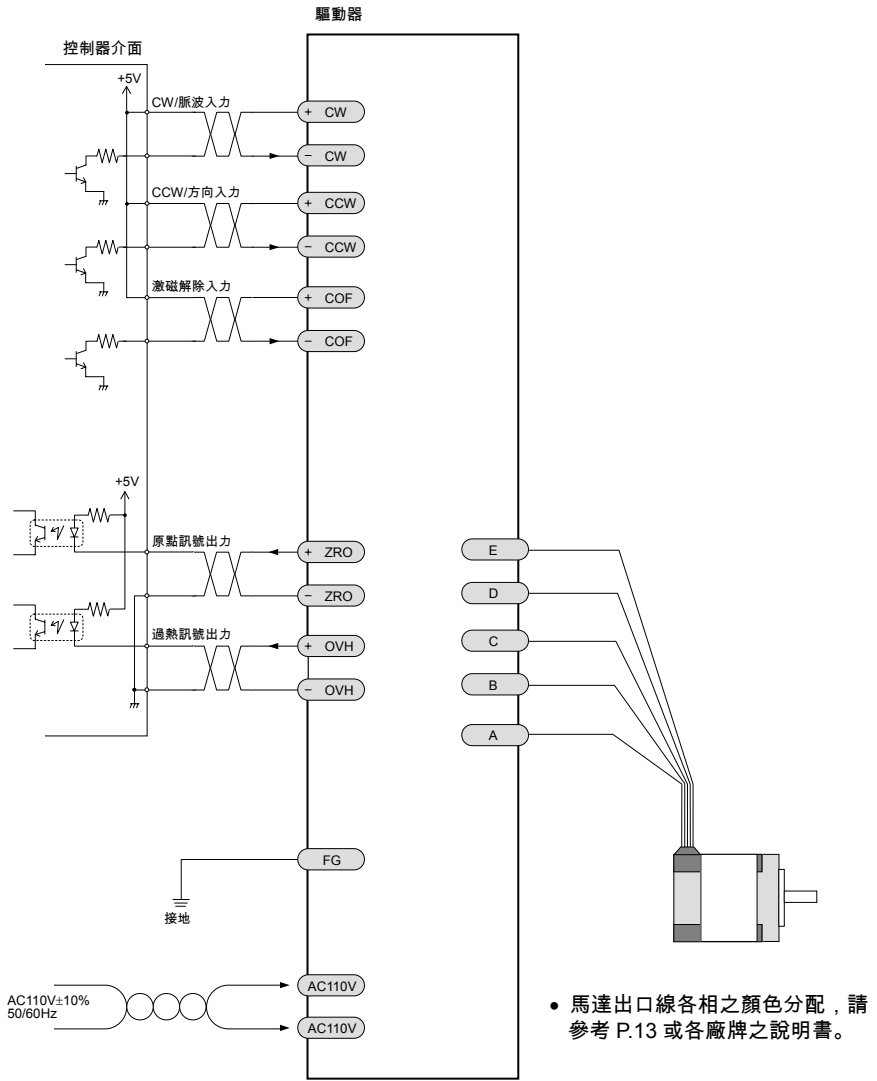 驅動器
控制器介面
+5V
CW/脈波入力
+ CW
− CW
CCW/方向入力
+ CCW
− CCW
激磁解除入力
+ COF
− COF
+5V
原點訊號出力
+ ZRO
− ZRO
過熱訊號出力
+ OVH
− OVH
E
D
C
B
A
FG
接地
AC110V±10%
50/60Hz
AC110V
AC110V
• 馬達出口線各相之顏色分配，請
參考 P.13 或各廠牌之說明書。